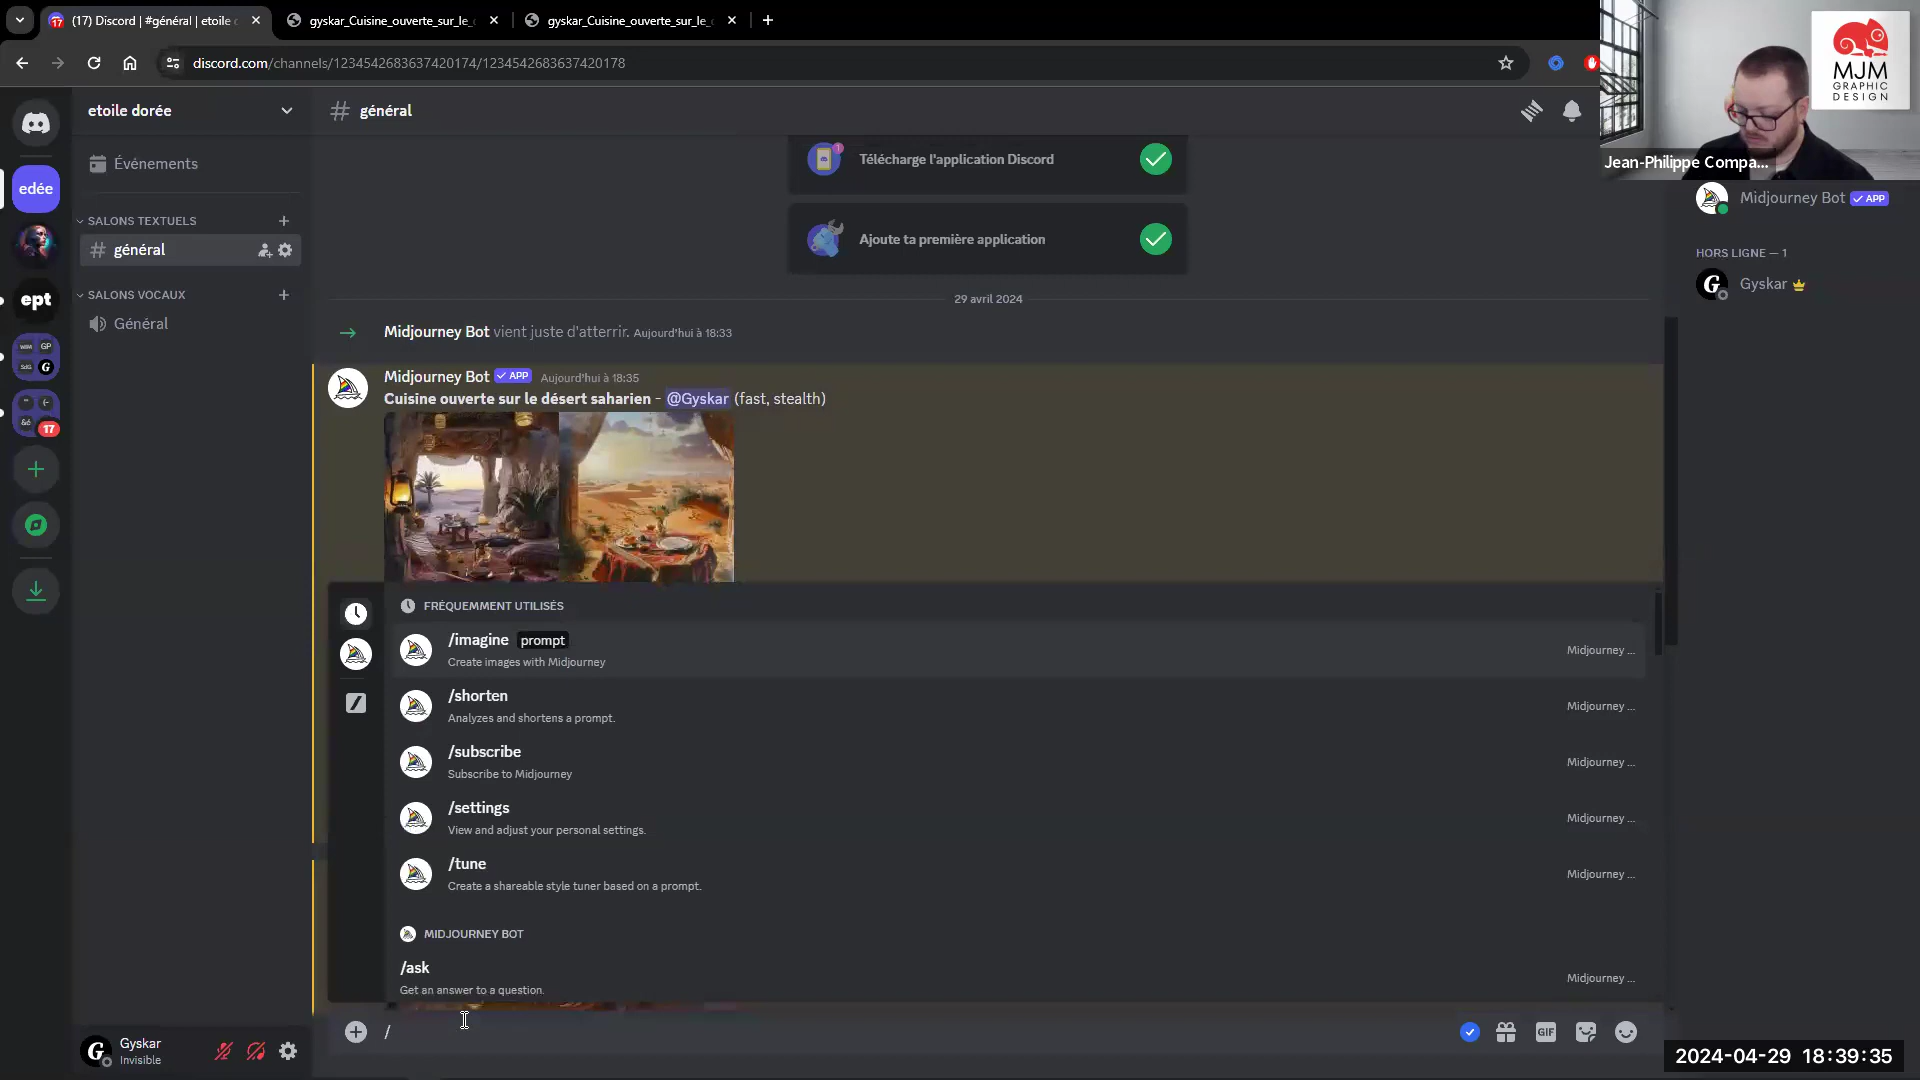 (17) Discord | #général | etoile
gyskar_Cuisine_ouverte_sur_le_
gyskar_Cuisine_ouverte_sur_le_
discord.com/channels/1234542683637420174/1234542683637420178
MJM
GRAPHIC
DESIGN
Jean-Philippe Compa...
etoile dorée
Événements
edée
SALONS TEXTUELS
général
SALONS VOCAUX
Général
ept
GP
17
# général
Télécharge l'application Discord
Ajoute ta première application
29 avril 2024
Midjourney Bot vient juste d'atterrir. Aujourd'hui à 18:33
Midjourney Bot APP Aujourd'hui à 18:35
Cuisine ouverte sur le désert saharien - @Gyskar (fast, stealth)
FRÉQUEMMENT UTILISÉS
/imagine prompt
Create images with Midjourney
Midjourney ...
/shorten
Analyzes and shortens a prompt.
Midjourney ...
/subscribe
Subscribe to Midjourney
Midjourney ...
/settings
View and adjust your personal settings.
Midjourney ...
/tune
Create a shareable style tuner based on a prompt.
Midjourney ...
MIDJOURNEY BOT
/ask
Get an answer to a question.
Midjourney ...
/
GIF
Gyskar
Invisible
Midjourney Bot APP
HORS LIGNE — 1
Gyskar
2024-04-29 18:39:35